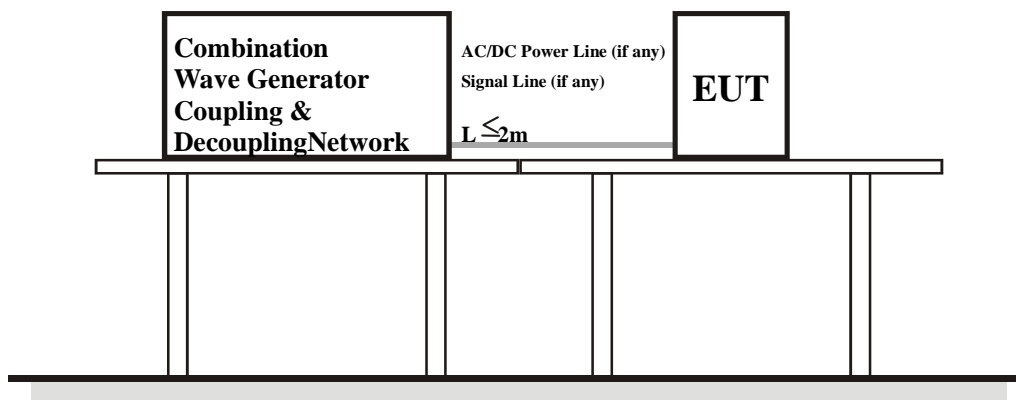 Combination
Wave Generator
Coupling &
DecouplingNetwork
AC/DC Power Line (if any)
Signal Line (if any)
L ≤2m
EUT